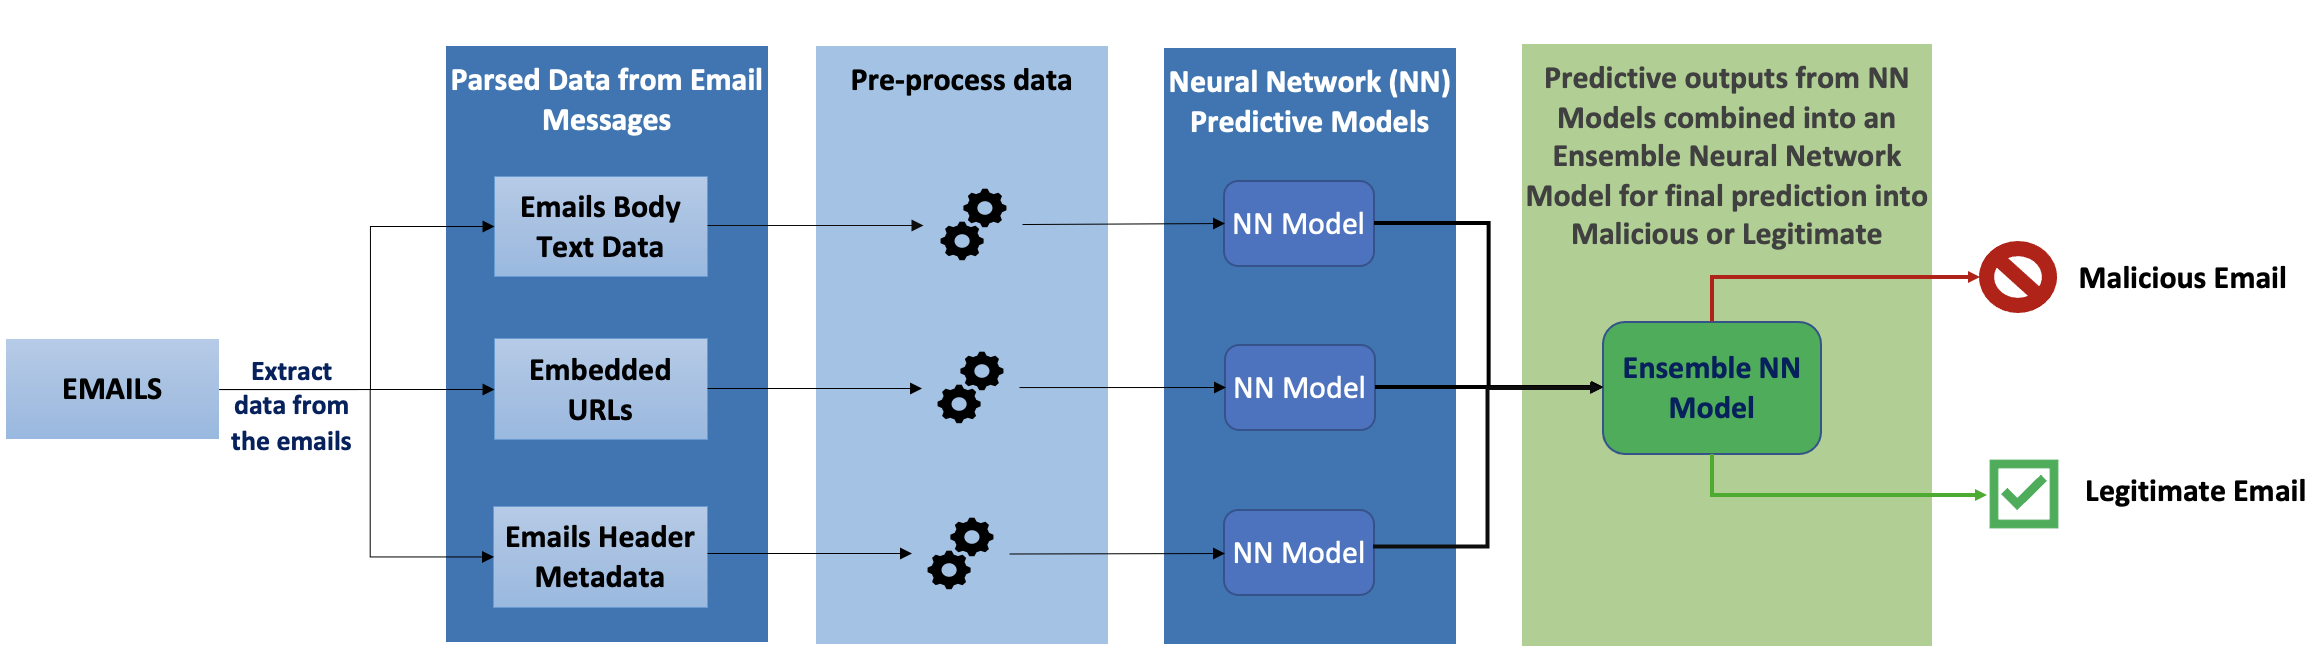 EMAILS
Extract
data from
the emails
Parsed Data from Email
Messages
Emails Body
Text Data
Embedded
URLs
Emails Header
Metadata
Pre-process data
Neural Network (NN)
Predictive Models
NN Model
NN Model
NN Model
Predictive outputs from NN
Models combined into an
Ensemble Neural Network
Model for final prediction into
Malicious or Legitimate
Ensemble NN
Model
Malicious Email
Legitimate Email